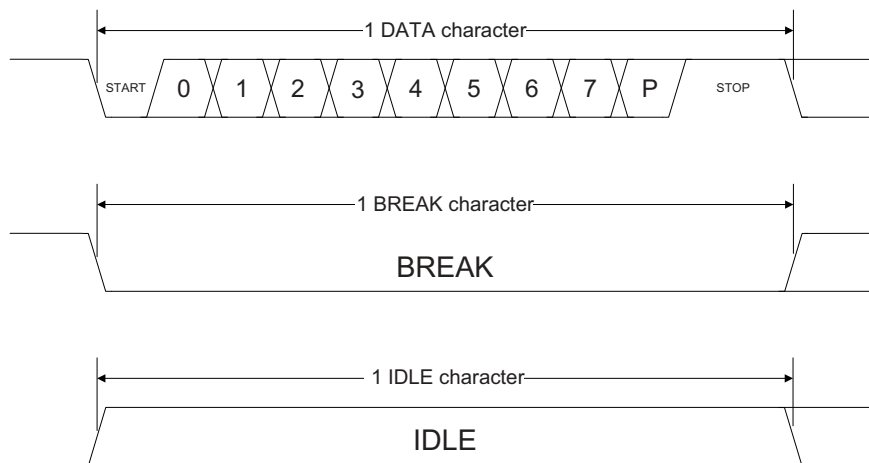 1 DATA character
START 0 1 2 3 4 5 6 7 P STOP
1 BREAK character
BREAK
1 IDLE character
IDLE